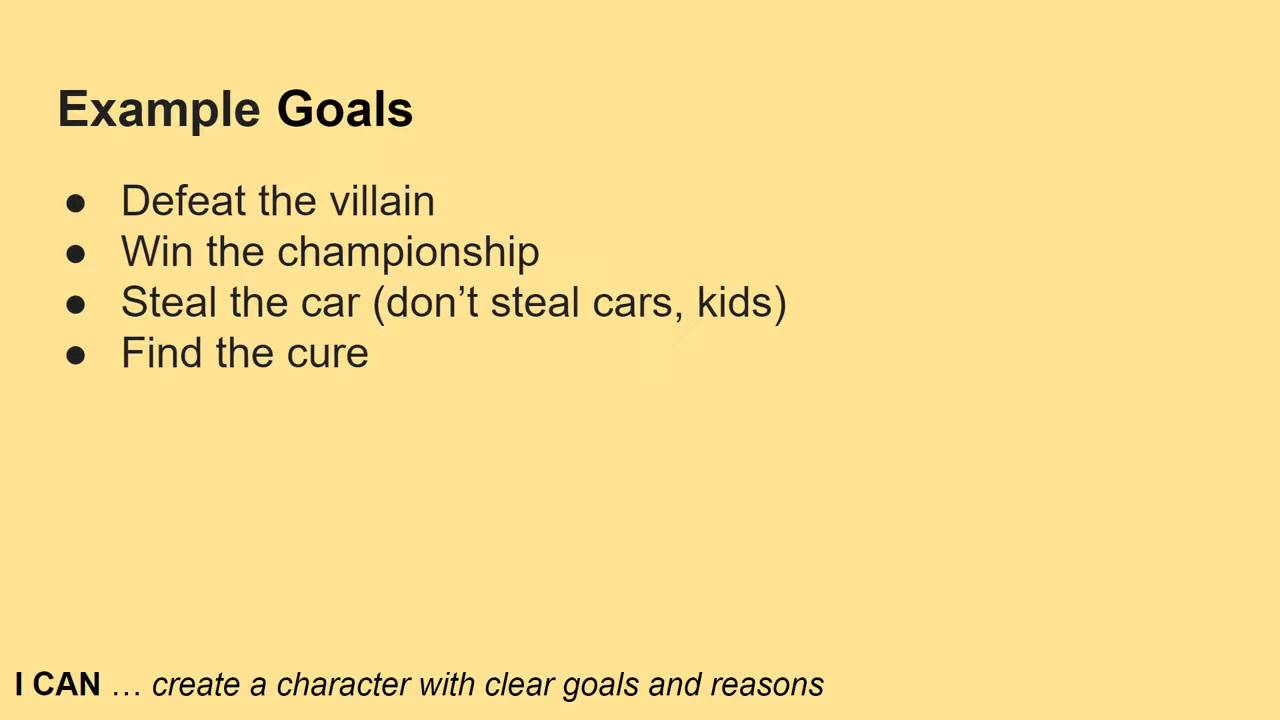 Example Goals
● Defeat the villain
● Win the championship
● Steal the car (don’t steal cars, kids)
● Find the cure
I CAN … create a character with clear goals and reasons